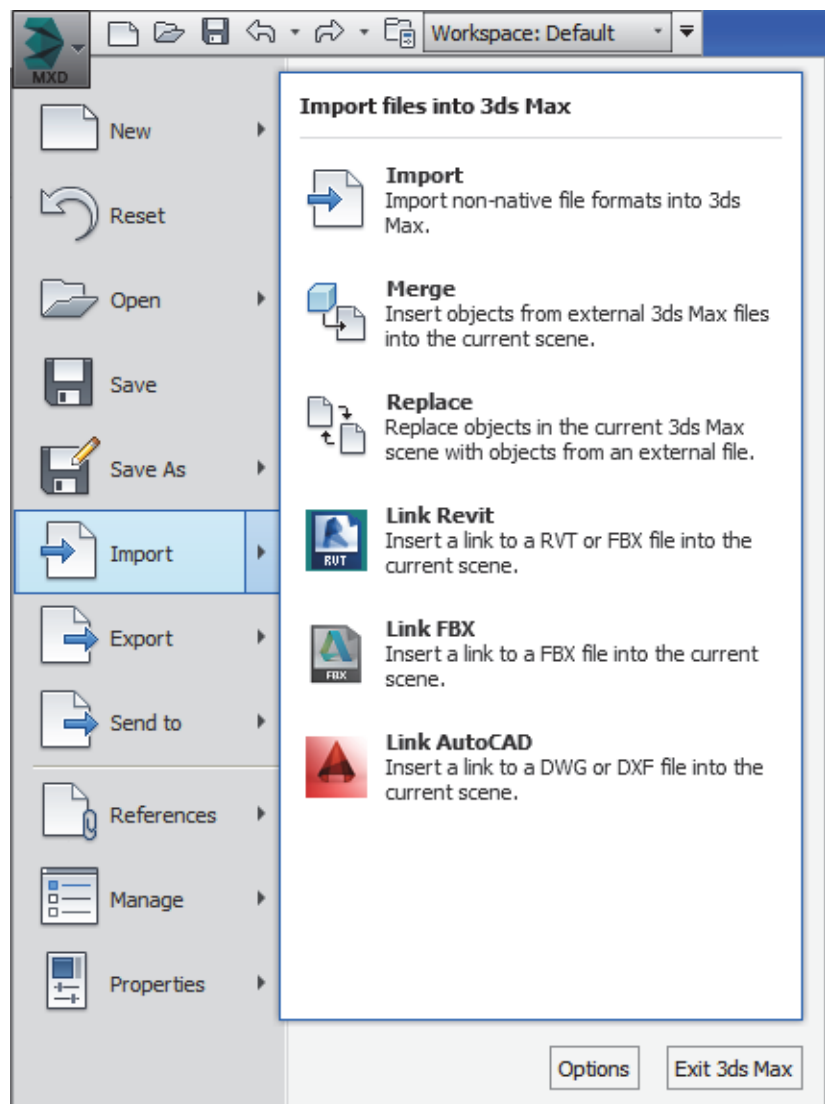 Workspace: Default
MXD
New
Reset
Open
Save
Save As
Import
Export
Send to
References
Manage
Properties
Import files into 3ds Max
Import
Import non-native file formats into 3ds
Max.
Merge
Insert objects from external 3ds Max files
into the current scene.
Replace
Replace objects in the current 3ds Max
scene with objects from an external file.
RVT
Link Revit
Insert a link to a RVT or FBX file into the
current scene.
FBX
Link FBX
Insert a link to a FBX file into the current
scene.
Link AutoCAD
Insert a link to a DWG or DXF file into the
current scene.
Options
Exit 3ds Max